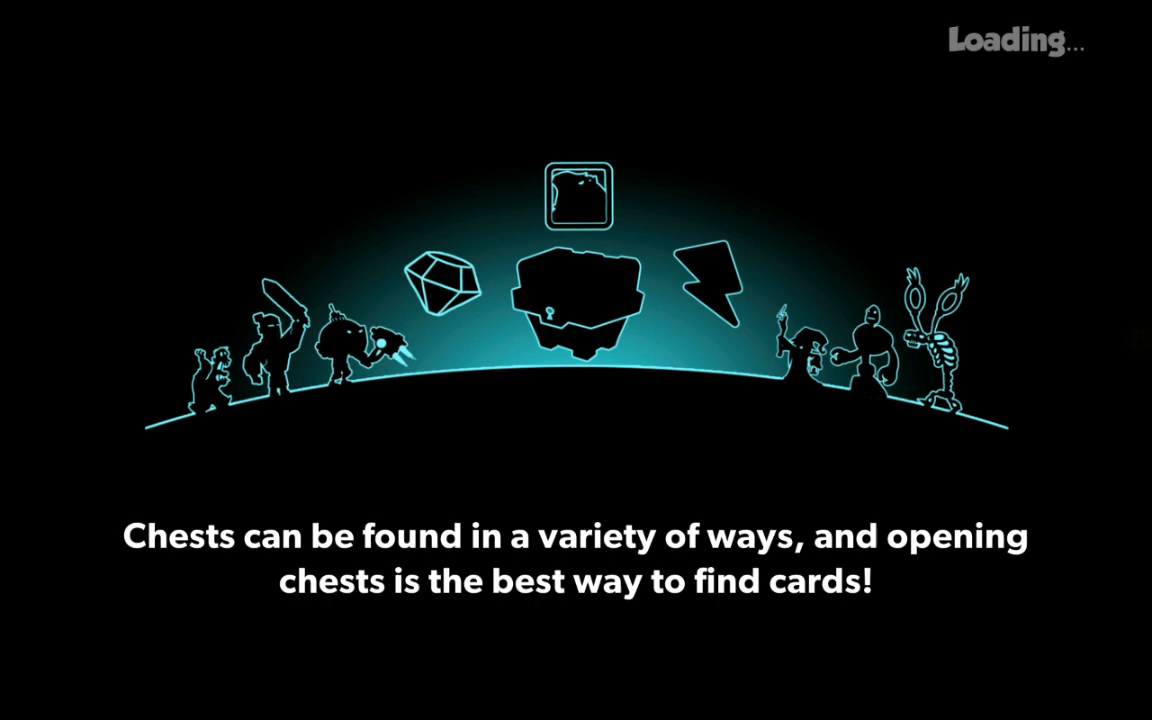 Loading...
Chests can be found in a variety of ways, and opening
chests is the best way to find cards!